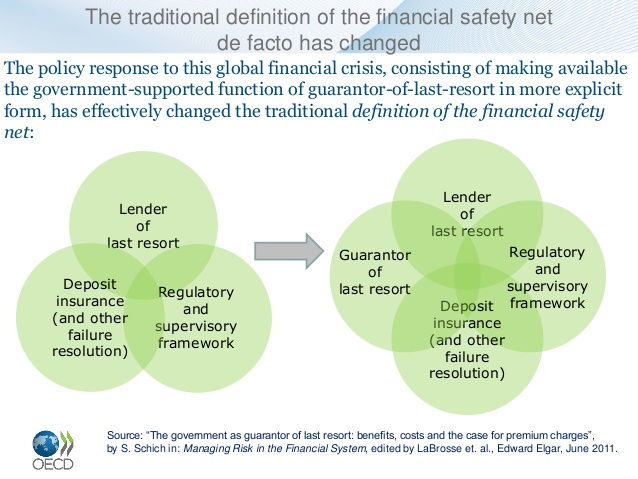 The traditional definition of the financial safety net
de facto has changed
The policy response to this global financial crisis, consisting of making available
the government-supported function of guarantor-of-last-resort in more explicit
form, has effectively changed the traditional definition of the financial safety
net:
Lender
of
last resort
Deposit
insurance
(and other
failure
resolution)
Regulatory
and
supervisory
framework
Lender
of
last resort
Guarantor
of
last resort
Regulatory
and
supervisory
framework
Deposit
insurance
(and other
failure
resolution)
Source: “The government as guarantor of last resort: benefits, costs and the case for premium charges”,
by S. Schich in: Managing Risk in the Financial System, edited by LaBrosse et. al., Edward Elgar, June 2011.
OECD